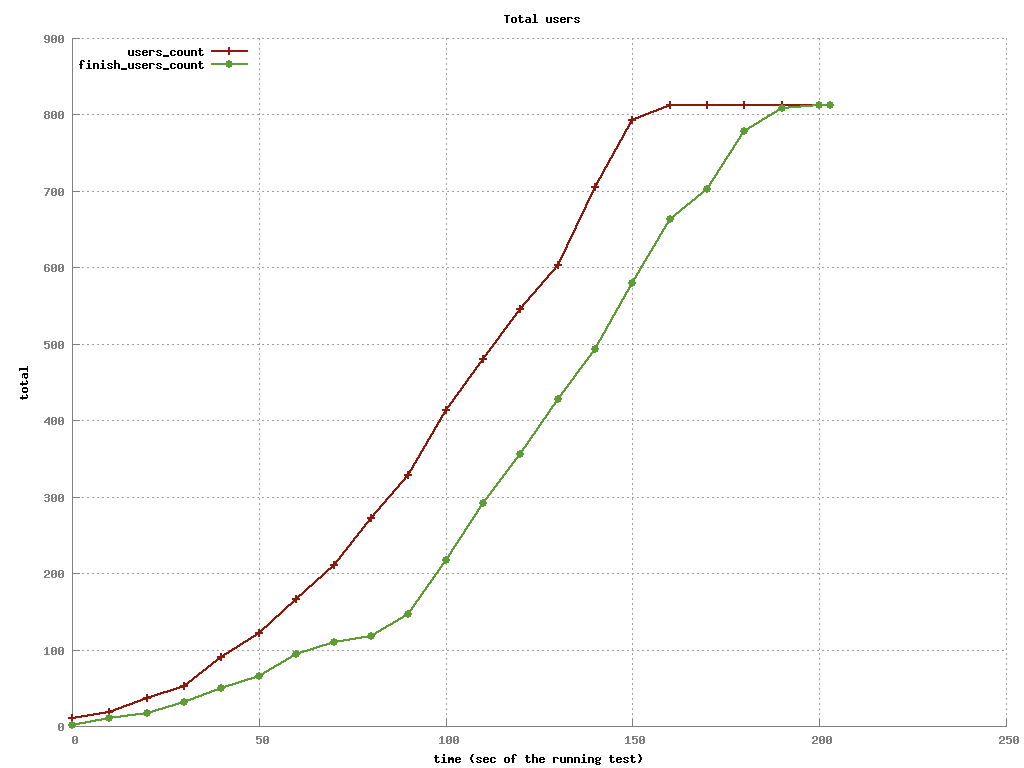 Total users
900
users_count
finish_users_count
800
700
600
500
total
400
300
200
100
0
0 50 100 150 200 250
time (sec of the running test)